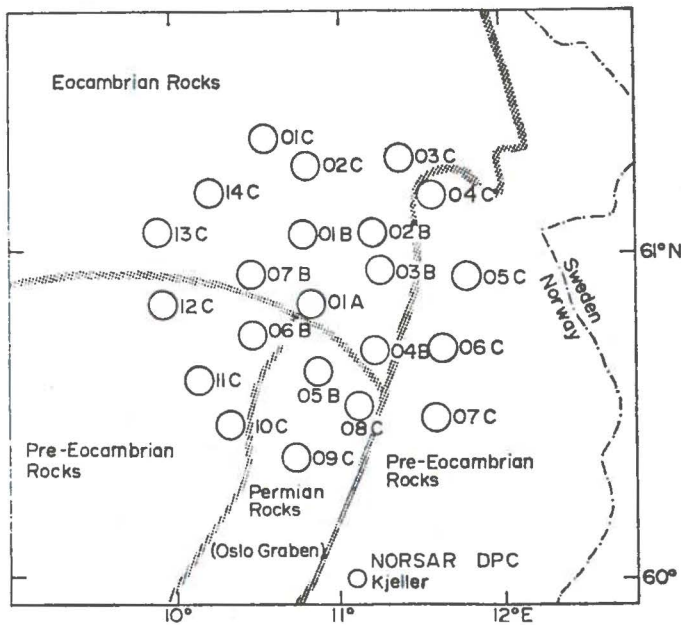 Eocambrian Rocks
01C
02C
03C
04C
14C
13C
01B
02B
61°N
07B
03B
05C
Sweden
Norway
12C
01A
06B
04B
06C
11C
05B
10C
08C
07C
Pre-Eocambrian
Rocks
09C
Pre-Eocambrian
Rocks
Permian
Rocks
(Oslo Graben)
NORSAR DPC
Kjeller
60°
10°
11°
12°E